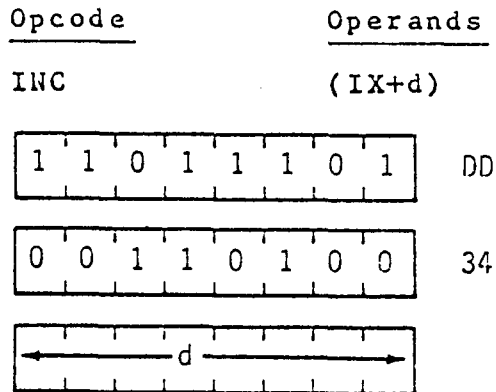 Opcode Operands
INC (IX+d)
1 1 0 1 1 1 0 1 DD
0 0 1 1 0 1 0 0 34
d